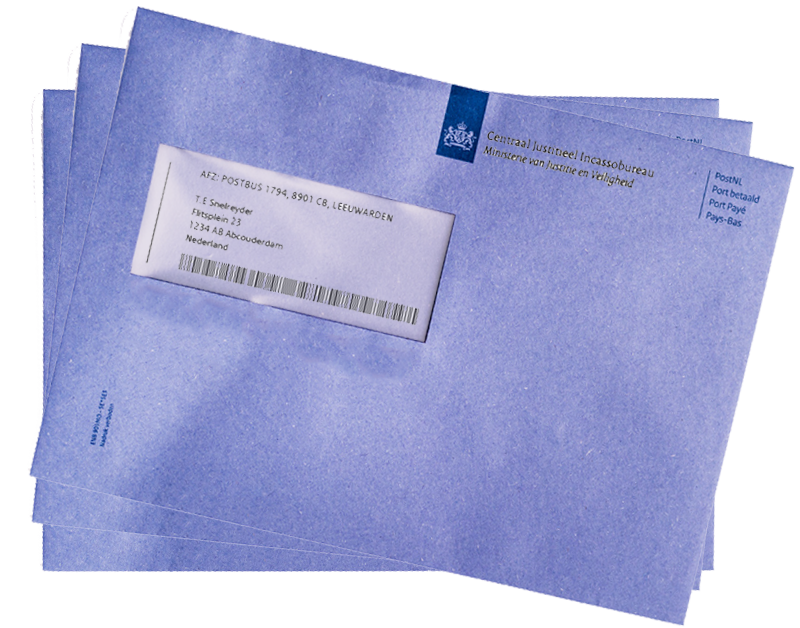 PostNL
Centraal Justitieel Incassobureau
Ministerie van Justitie en Veiligheid
PostNL
Port betaald
Port Payé
Pays-Bas
AFZ: POSTBUS 1794, 8901 CB, LEEUWARDEN
T.E Snelreyder
Flitsplein 23
1234 AB Abcouderdam
Nederland